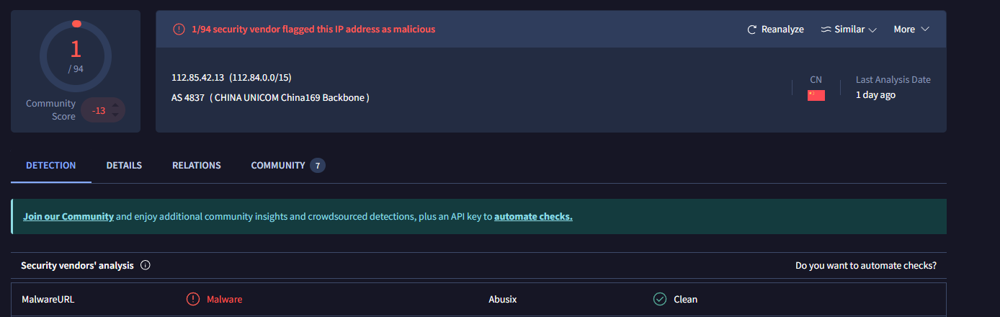 1
/ 94
Community Score
-13
1/94 security vendor flagged this IP address as malicious
Reanalyze
Similar
More
112.85.42.13 (112.84.0.0/15)
AS 4837 ( CHINA UNICOM China169 Backbone )
CN
Last Analysis Date
1 day ago
DETECTION
DETAILS
RELATIONS
COMMUNITY 7
Join our Community and enjoy additional community insights and crowdsourced detections, plus an API key to automate checks.
Security vendors' analysis
Do you want to automate checks?
MalwareURL
Malware
Abusix
Clean